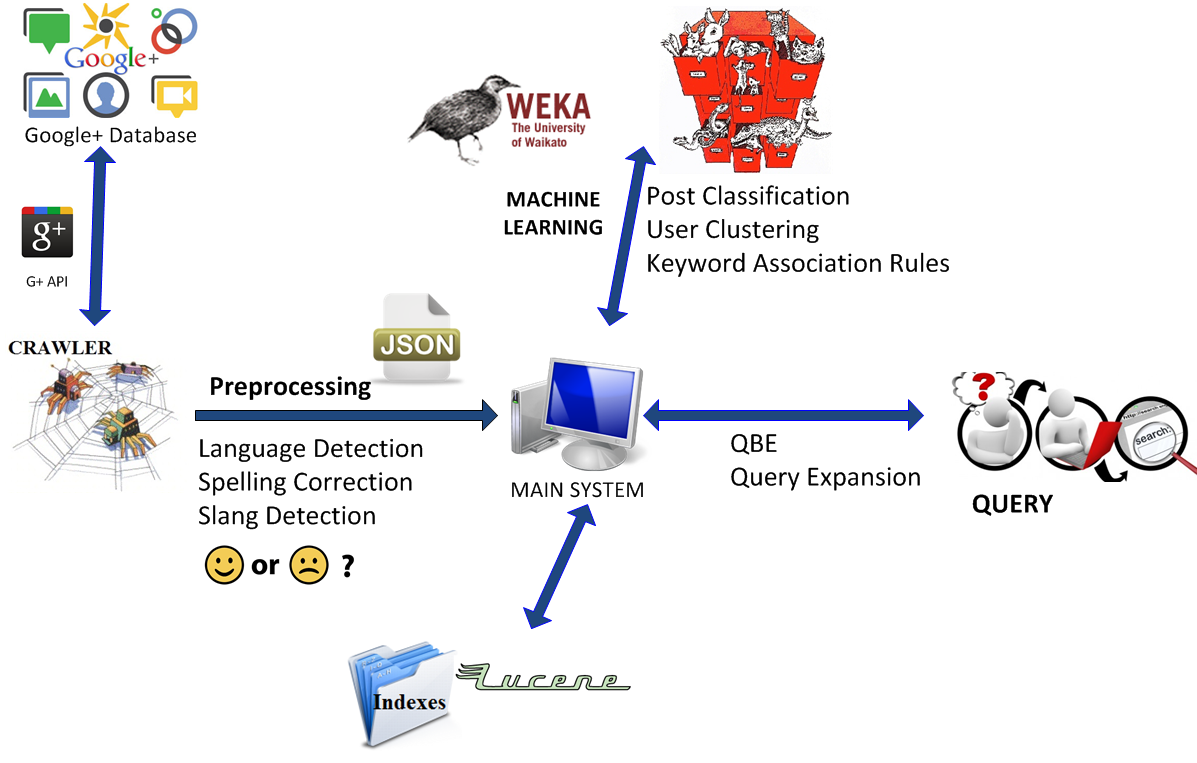 Google+
Google+ Database
g+
G+ API
CRAWLER
WEKA
The University
of Waikato
MACHINE
LEARNING
Post Classification
User Clustering
Keyword Association Rules
JSON
Preprocessing
Language Detection
Spelling Correction
Slang Detection
or ?
MAIN SYSTEM
QBE
Query Expansion
?
search:
QUERY
Indexes
Lucene